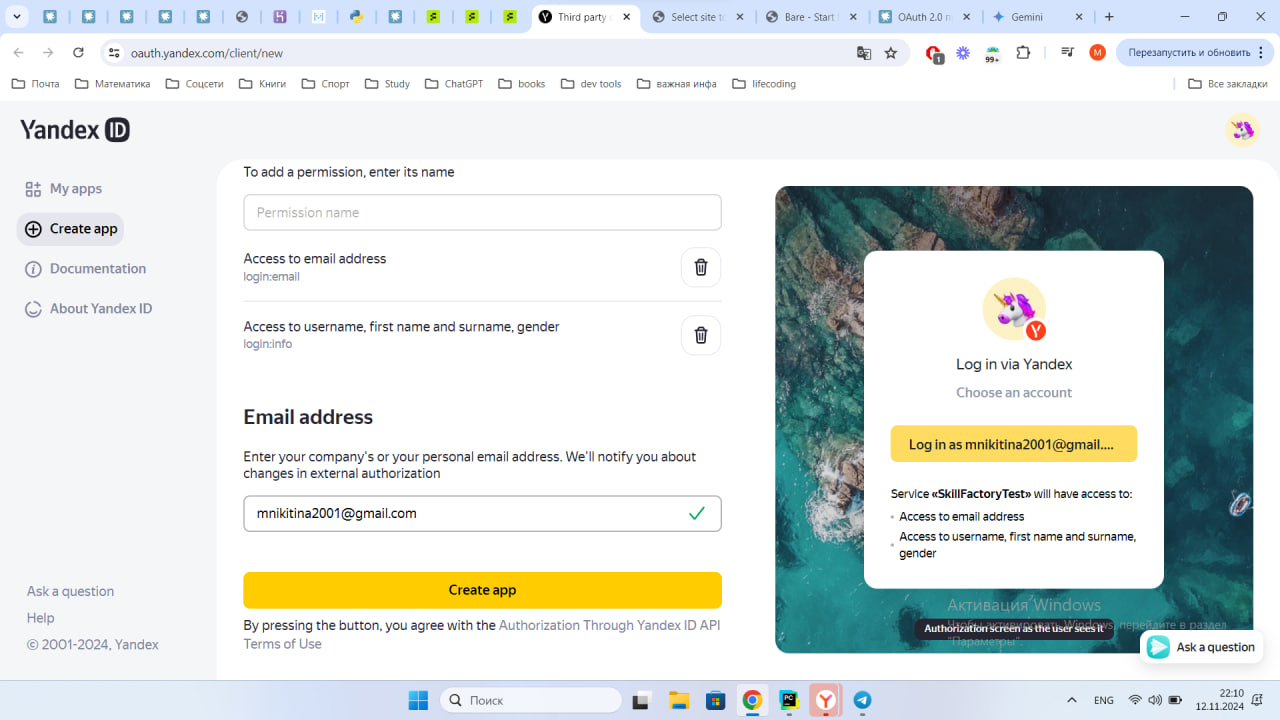 Third party
Select site to
Bare - Start
OAuth 2.0
Gemini
oauth.yandex.com/client/new
1
99+
M
Перезапустить и обновить
Почта
Математика
Соцсети
Книги
Спорт
Study
ChatGPT
books
dev tools
важная инфа
lifecoding
Все закладки
Yandex ID
My apps
Create app
Documentation
About Yandex ID
To add a permission, enter its name
Permission name
Access to email address
login:email
Access to username, first name and surname, gender
login:info
Email address
Enter your company's or your personal email address. We'll notify you about
changes in external authorization
mnikitina2001@gmail.com
Create app
By pressing the button, you agree with the Authorization Through Yandex ID API
Terms of Use
Log in via Yandex
Choose an account
Log in as mnikitina2001@gmail....
Service «SkillFactoryTest» will have access to:
Access to email address
Access to username, first name and surname,
gender
Активация Windows
Чтобы активировать Windows, перейдите в раздел
"Параметры".
Authorization screen as the user sees it
Ask a question
Ask a question
Help
© 2001-2024, Yandex
Поиск
PC
ENG
22:10
12.11.2024